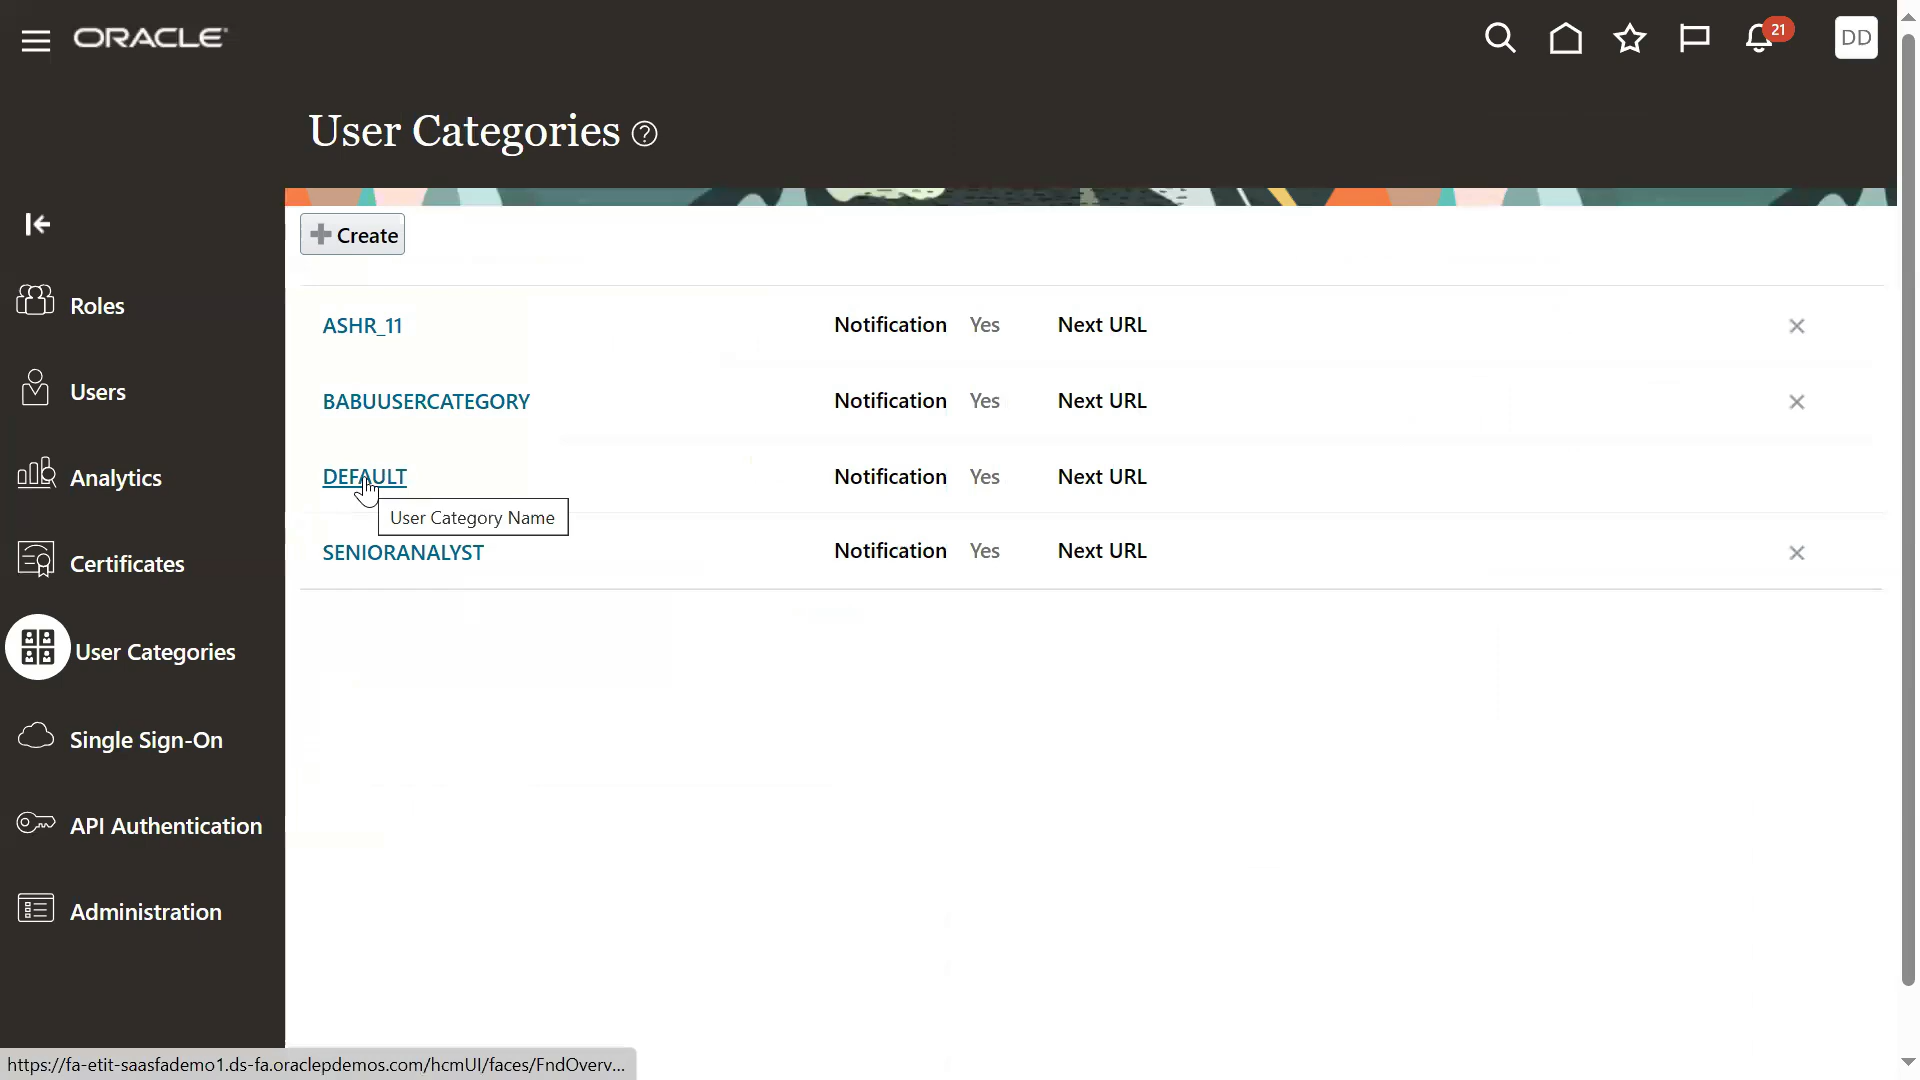 ORACLE
21
DD
User Categories ?
Create
Roles
Users
Analytics
Certificates
User Categories
Single Sign-On
API Authentication
Administration
ASHR_11 Notification Yes Next URL
BABUUSERCATEGORY Notification Yes Next URL
DEFAULT Notification Yes Next URL
User Category Name
SENIORANALYST Notification Yes Next URL
https://fa-etit-saasfademo1.ds-fa.oraclepdemos.com/hcmUI/faces/FndOverv...